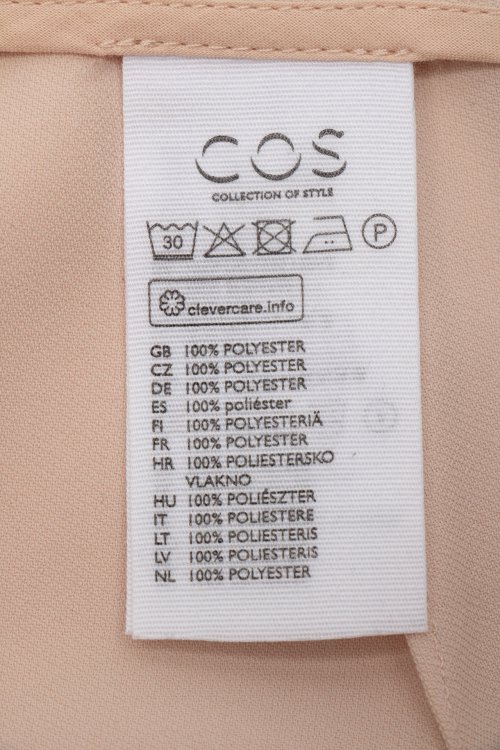 COS
COLLECTION OF STYLE
30 P
clevercare.info
GB 100% POLYESTER
CZ 100% POLYESTER
DE 100% POLYESTER
ES 100% poliéster
FI 100% POLYESTERIÄ
FR 100% POLYESTER
HR 100% POLIESTERSKO
VLAKNO
HU 100% POLIÉSZTER
IT 100% POLIESTERE
LT 100% POLIESTERIS
LV 100% POLIESTERIS
NL 100% POLYESTER